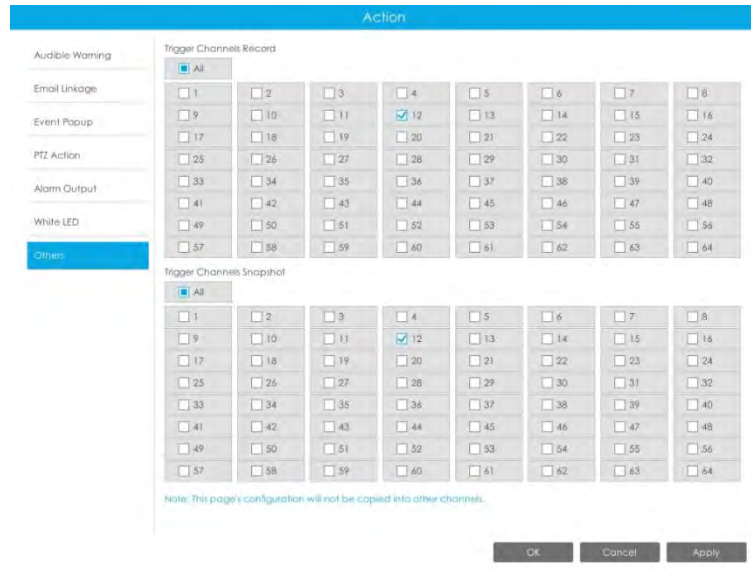 Action
Audible Warning
Email Linkage
Event Popup
PTZ Action
Alarm Output
White LED
Others
Trigger Channels Record
All
1 2 3 4 5 6 7 8
9 10 11 12 13 14 15 16
17 18 19 20 21 22 23 24
25 26 27 28 29 30 31 32
33 34 35 36 37 38 39 40
41 42 43 44 45 46 47 48
49 50 51 52 53 54 55 56
57 58 59 60 61 62 63 64
Trigger Channels Snapshot
All
1 2 3 4 5 6 7 8
9 10 11 12 13 14 15 16
17 18 19 20 21 22 23 24
25 26 27 28 29 30 31 32
33 34 35 36 37 38 39 40
41 42 43 44 45 46 47 48
49 50 51 52 53 54 55 56
57 58 59 60 61 62 63 64
Note: This page's configuration will not be copied into other channels.
OK Cancel Apply